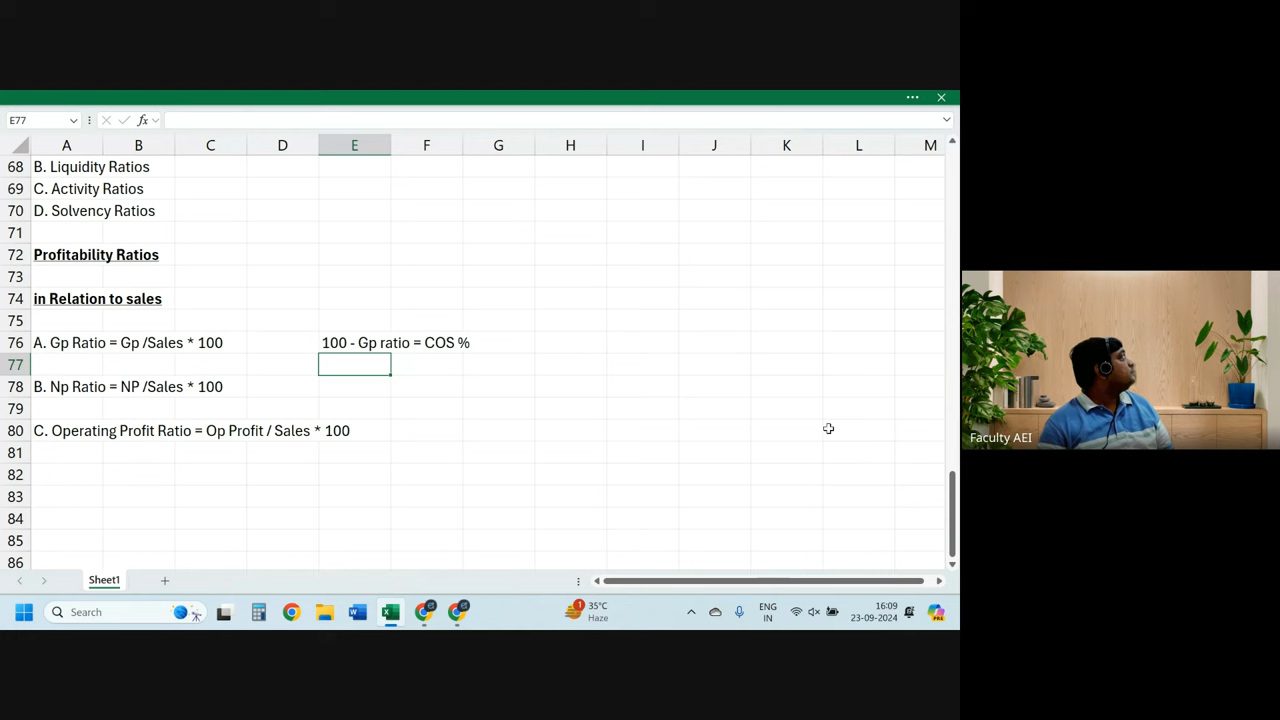 E77
fx
A B C D E F G H I J K L M
68 B. Liquidity Ratios
69 C. Activity Ratios
70 D. Solvency Ratios
71
72 Profitability Ratios
73
74 in Relation to sales
75
76 A. Gp Ratio = Gp /Sales * 100 100 - Gp ratio = COS %
77
78 B. Np Ratio = NP /Sales * 100
79
80 C. Operating Profit Ratio = Op Profit / Sales * 100
81
82
83
84
85
86
Faculty AEI
Sheet1
Search
1
35°C
Haze
ENG
IN
16:09
23-09-2024
PRE